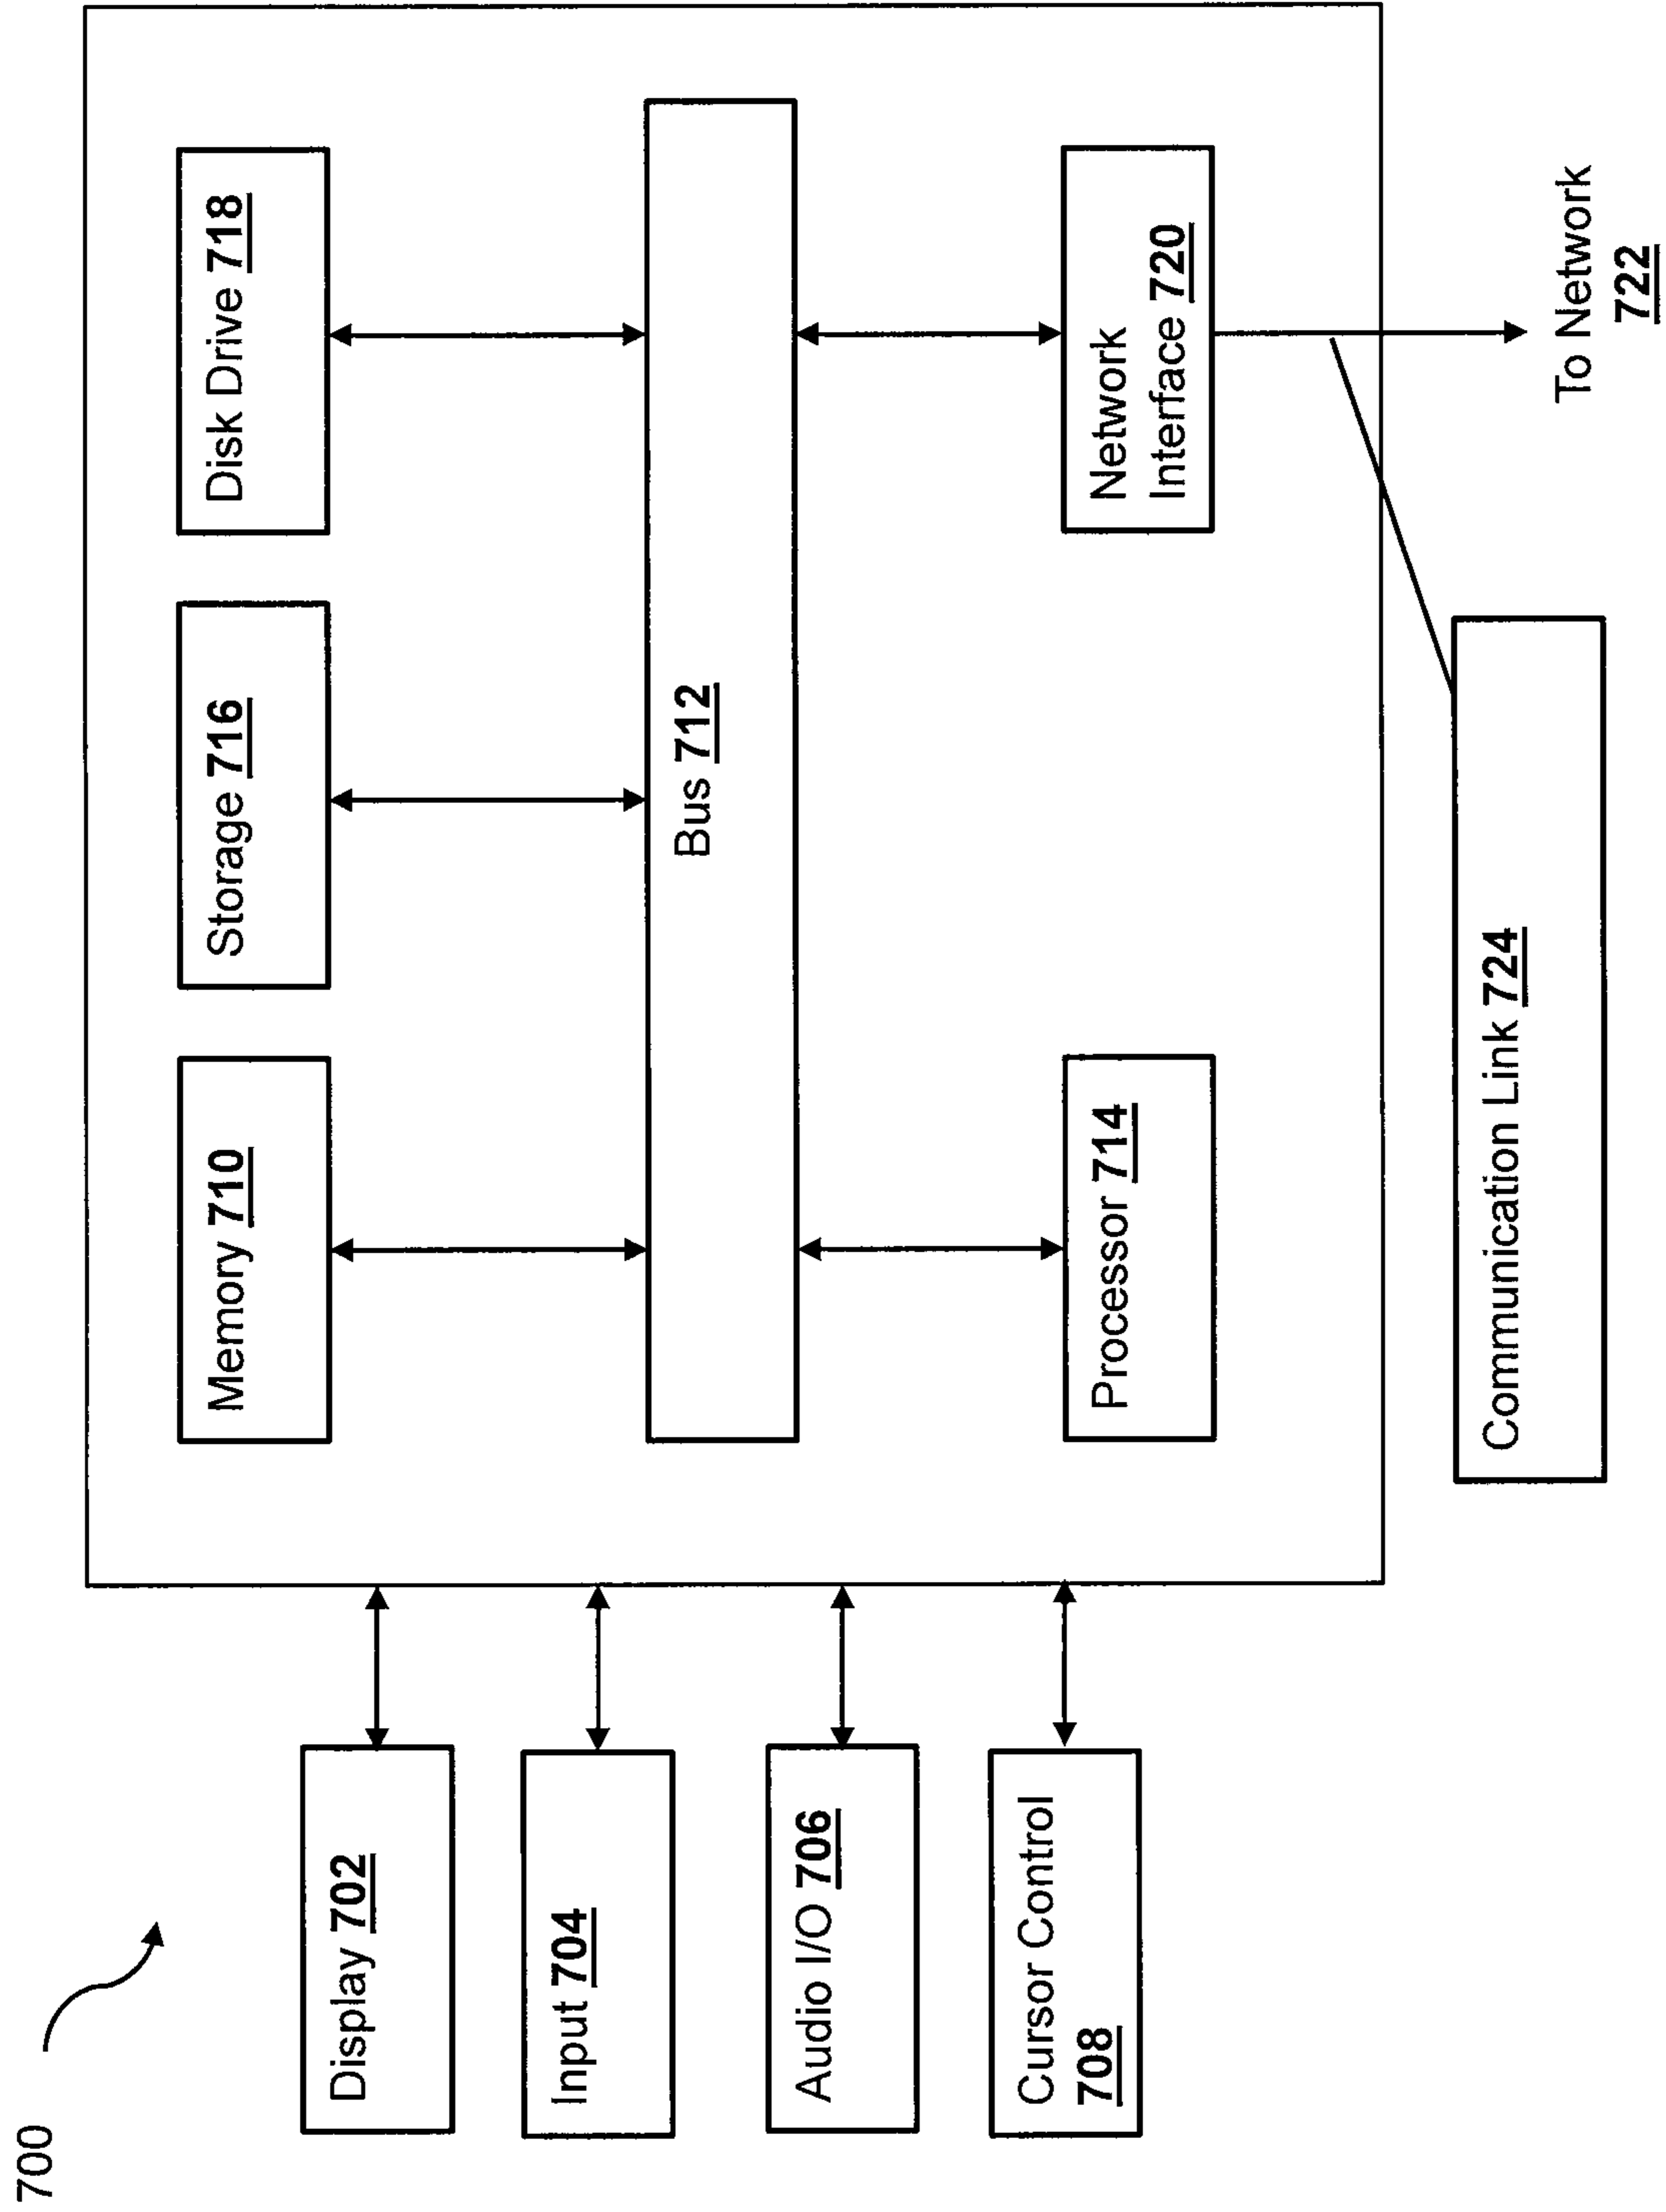 700
Display 702
Input 704
Audio I/O 706
Cursor Control
708
Memory 710
Storage 716
Disk Drive 718
Bus 712
Processor 714
Network
Interface 720
Communication Link 724
To Network
722